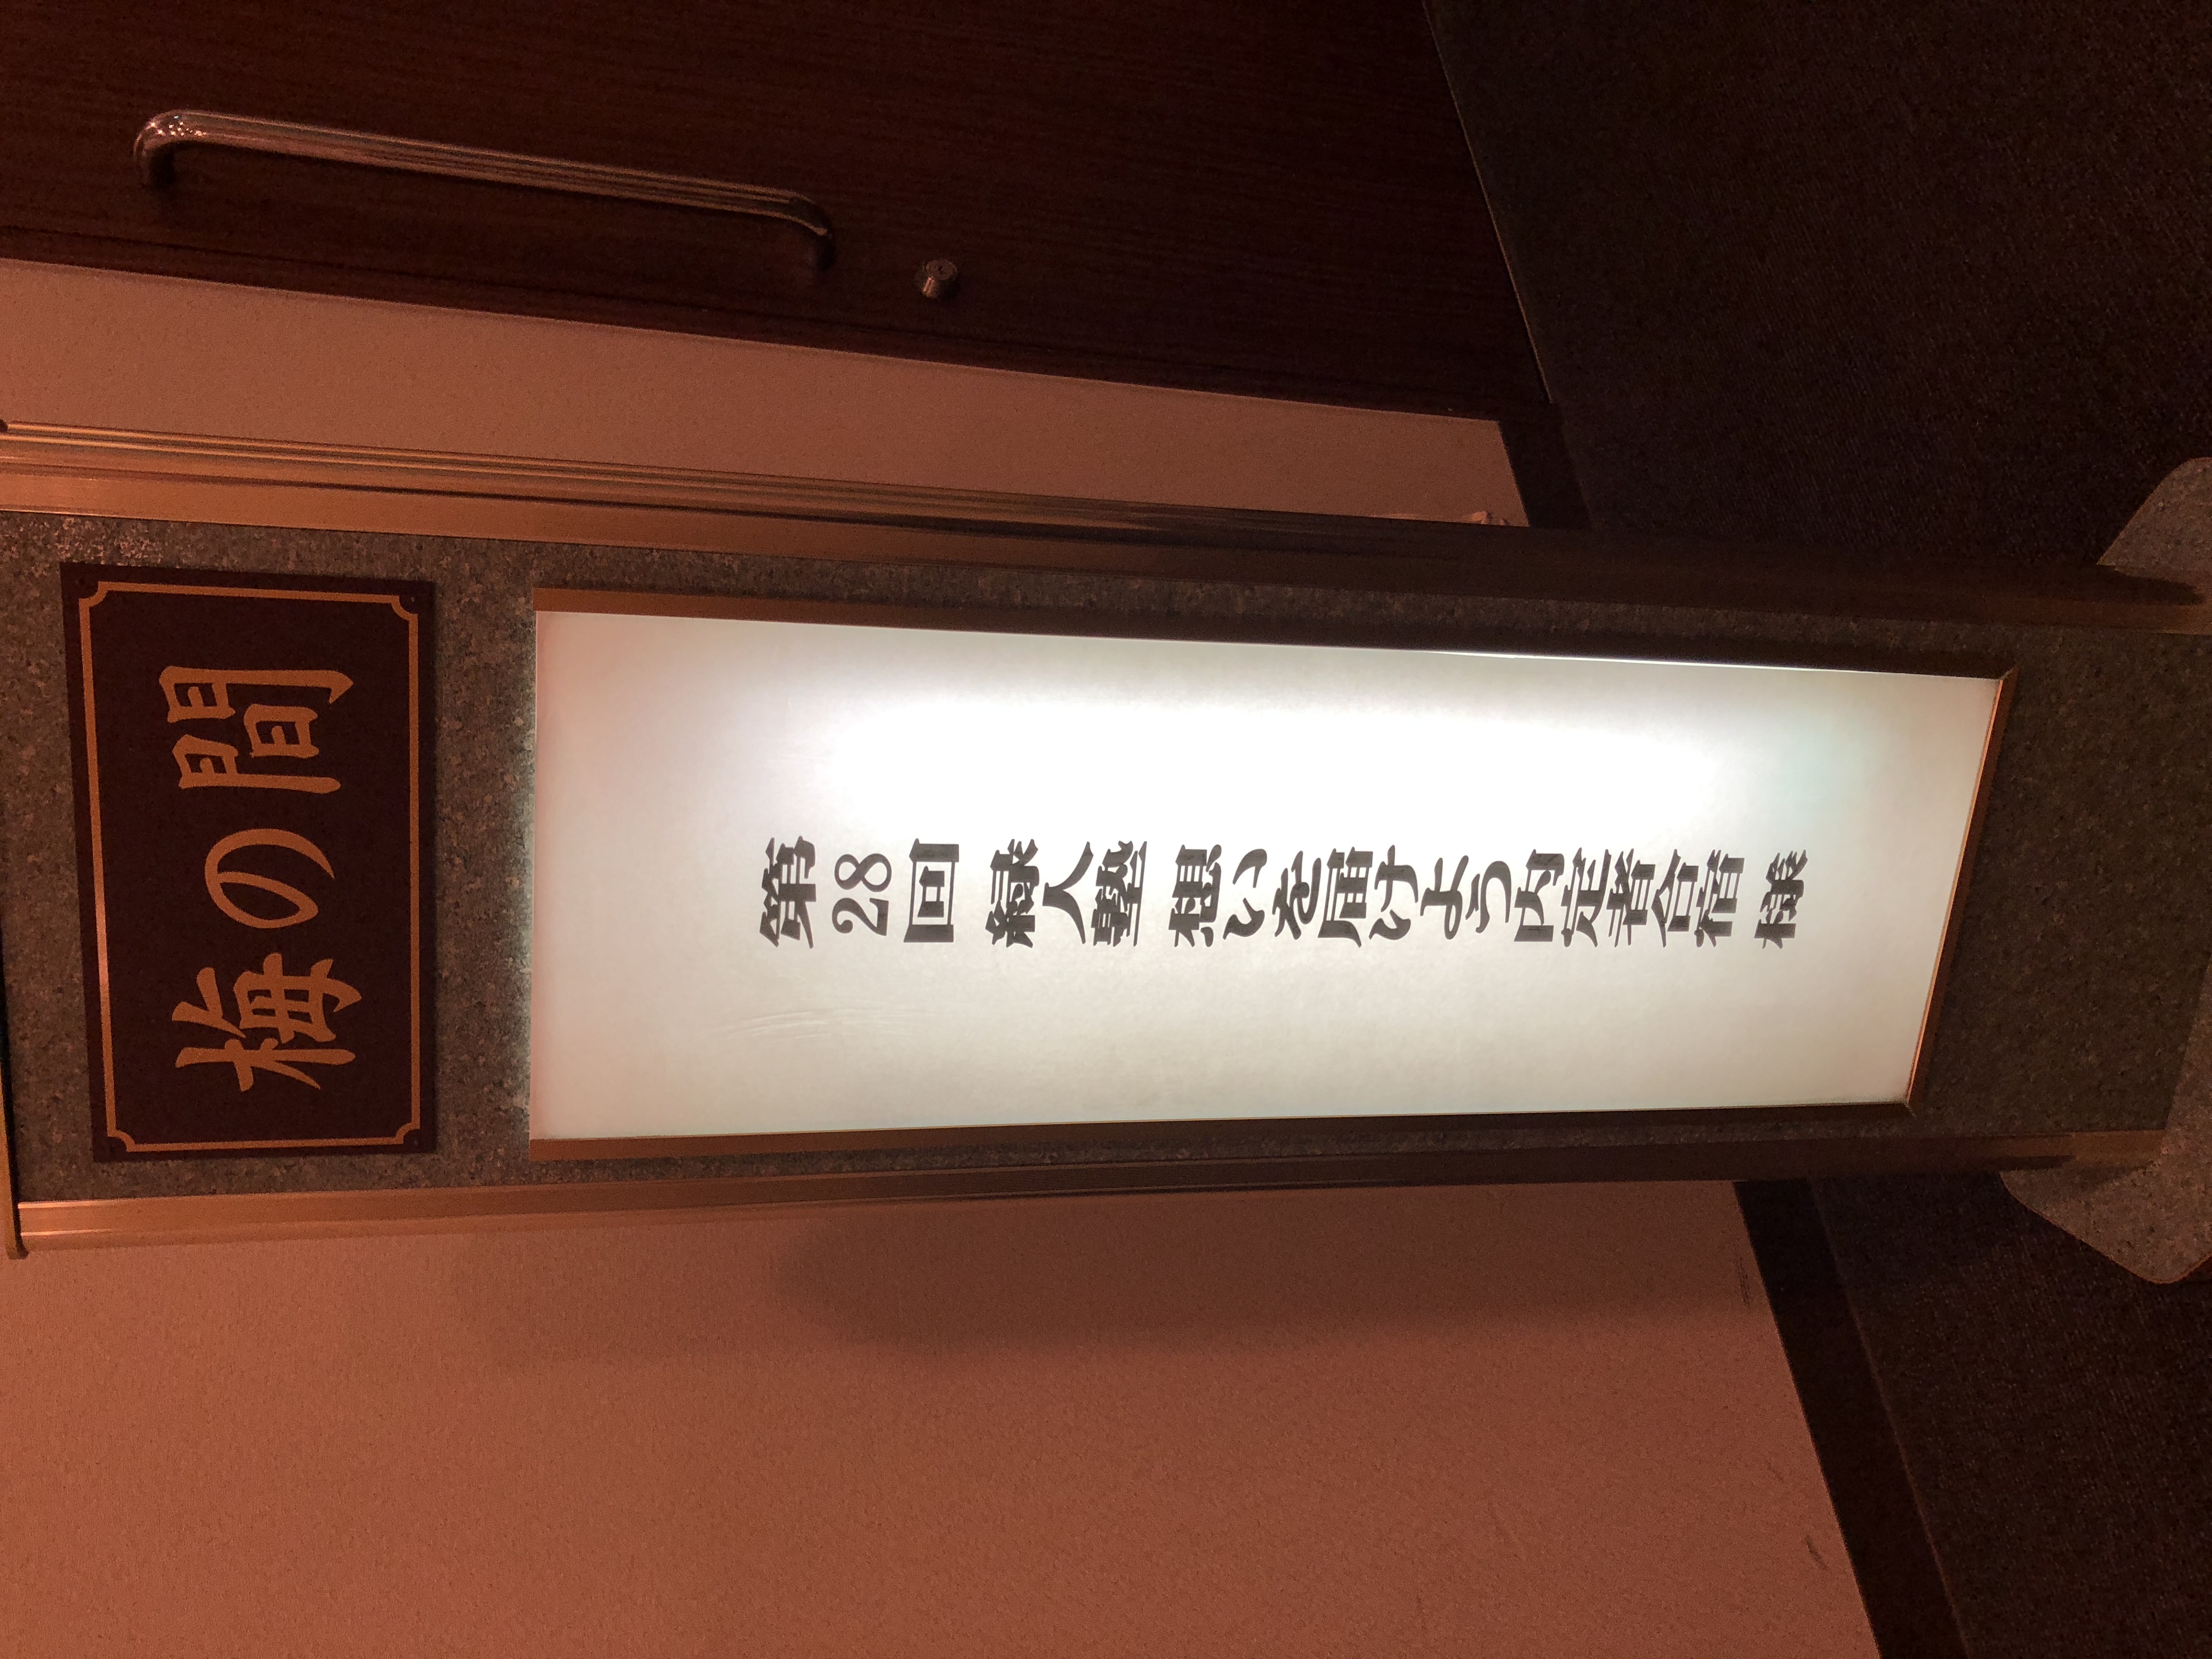 梅の間
第28回 縁人塾 想いを届けよう内定者合宿 様